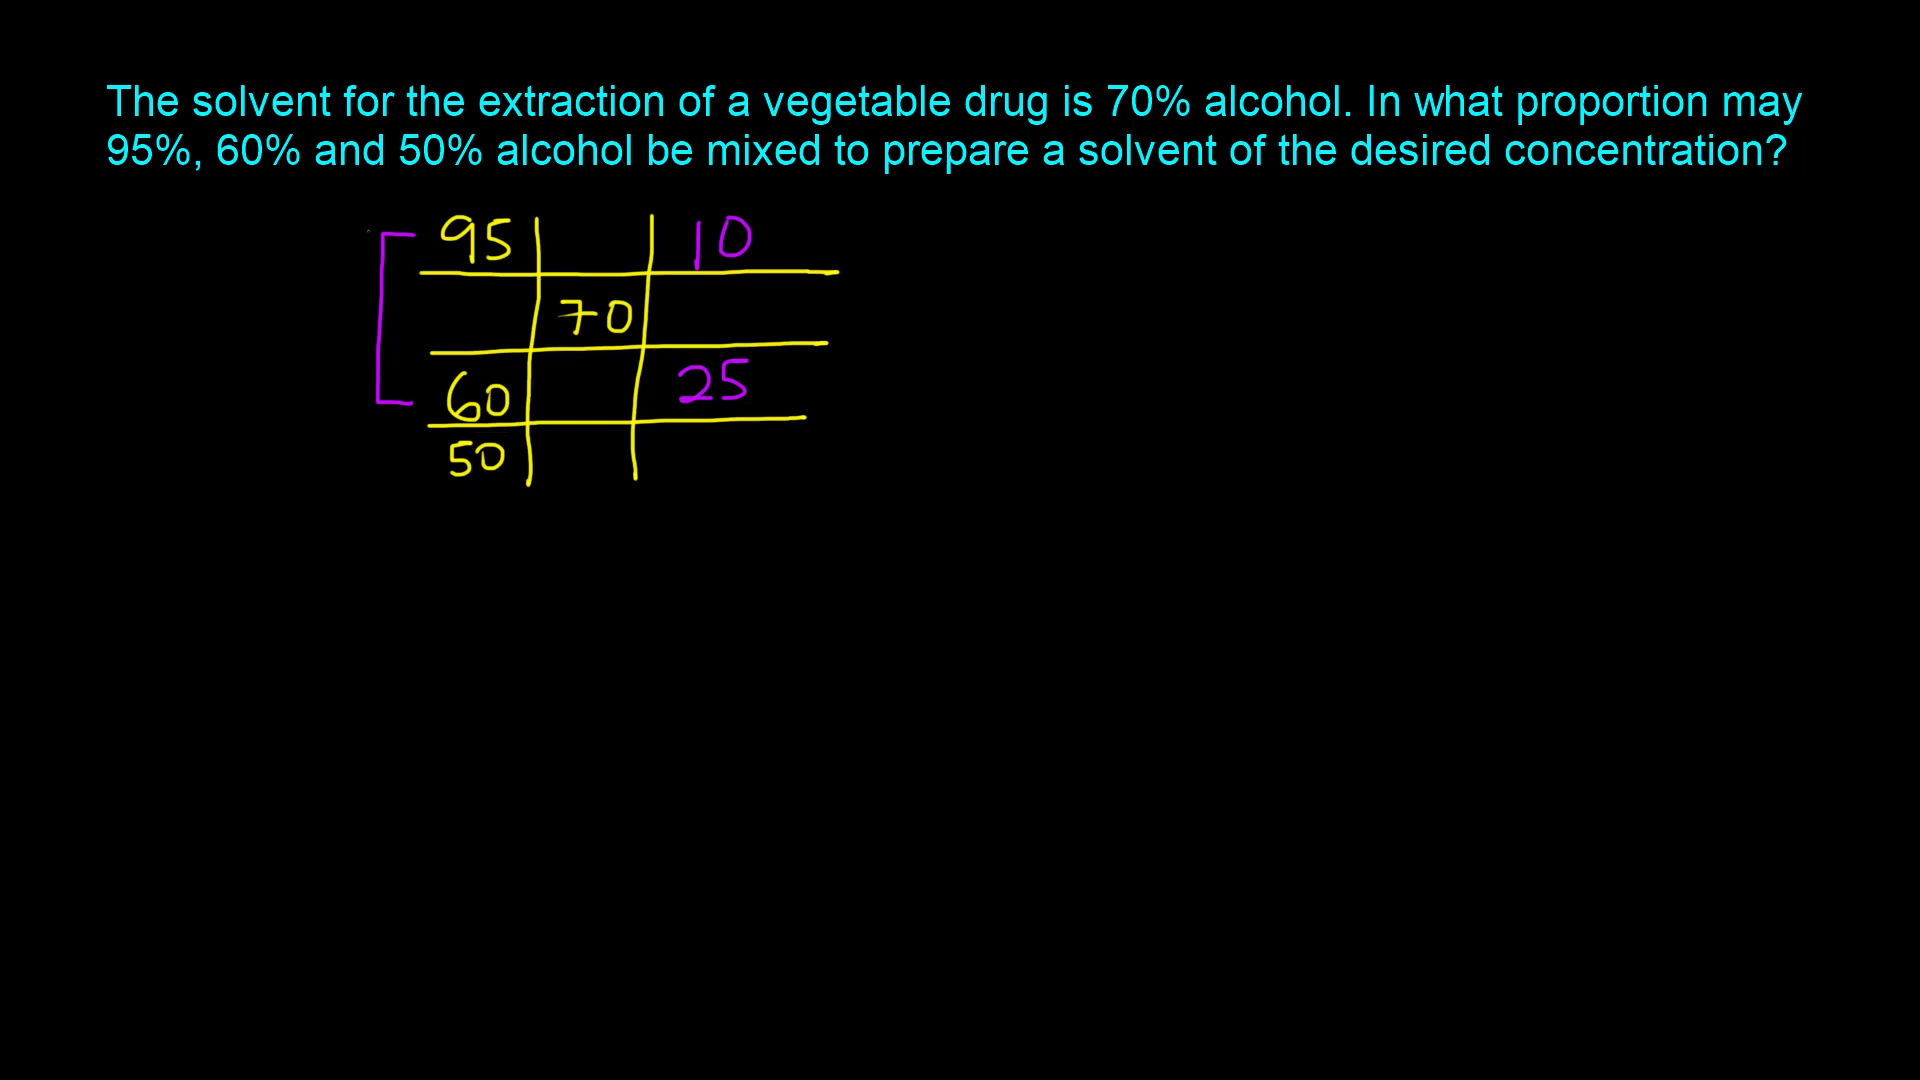 The solvent for the extraction of a vegetable drug is 70% alcohol. In what proportion may
95%, 60% and 50% alcohol be mixed to prepare a solvent of the desired concentration?
95 10
70
60 25
50